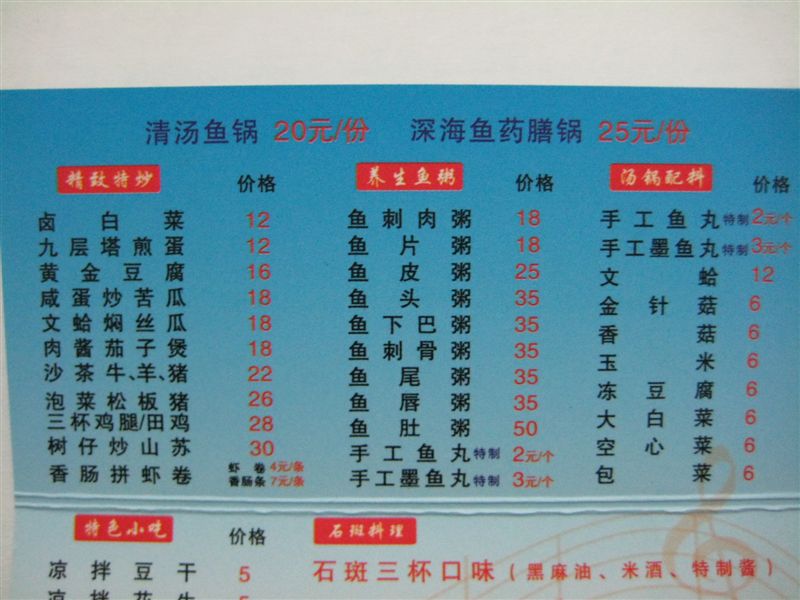 清汤鱼锅 20元/份 深海鱼药膳锅 25元/份
精致特炒 价格
卤白菜 12
九层塔煎蛋 12
黄金豆腐 16
咸蛋炒苦瓜 18
文蛤焖丝瓜 18
肉酱茄子煲 18
沙茶牛、羊、猪 22
泡菜松板猪 26
三杯鸡腿/田鸡 28
树仔炒山苏 30
香肠拼虾卷 虾卷 4元/条
香肠条 7元/条
养生鱼粥 价格
鱼刺肉粥 18
鱼片粥 18
鱼皮粥 25
鱼头粥 35
鱼下巴粥 35
鱼刺骨粥 35
鱼尾粥 35
鱼唇粥 35
鱼肚粥 50
手工鱼丸特制 2元/个
手工墨鱼丸特制 3元/个
汤锅配料 价格
手工鱼丸特制 2元/个
手工墨鱼丸特制 3元/个
文蛤 12
金针菇 6
香菇 6
玉米 6
冻豆腐 6
大白菜 6
空心菜 6
包菜 6
特色小吃 价格
凉拌豆干 5
凉拌花生 5
石斑料理
石斑三杯口味（黑麻油、米酒、特制酱）